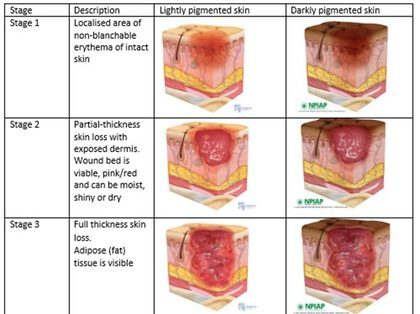 Stage Description Lightly pigmented skin Darkly pigmented skin
Stage 1 Localised area of
non-blanchable
erythema of intact
skin
NPIAP
Stage 2 Partial-thickness
skin loss with
exposed dermis.
Wound bed is
viable, pink/red
and can be moist,
shiny or dry
NPIAP
Stage 3 Full thickness skin
loss.
Adipose (fat)
tissue is visible
NPIAP